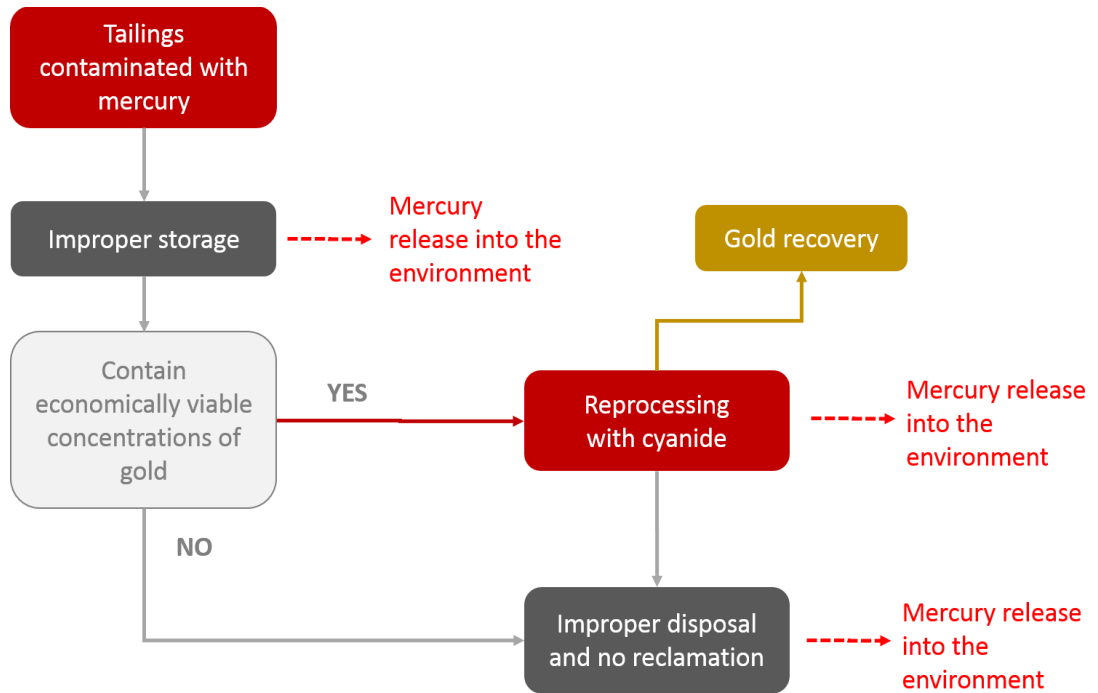 Tailings
contaminated with
mercury
Improper storage
Mercury
release into the
environment
Gold recovery
Contain
economically viable
concentrations of
gold
YES
Reprocessing
with cyanide
Mercury release
into the
environment
NO
Improper disposal
and no reclamation
Mercury release
into the
environment